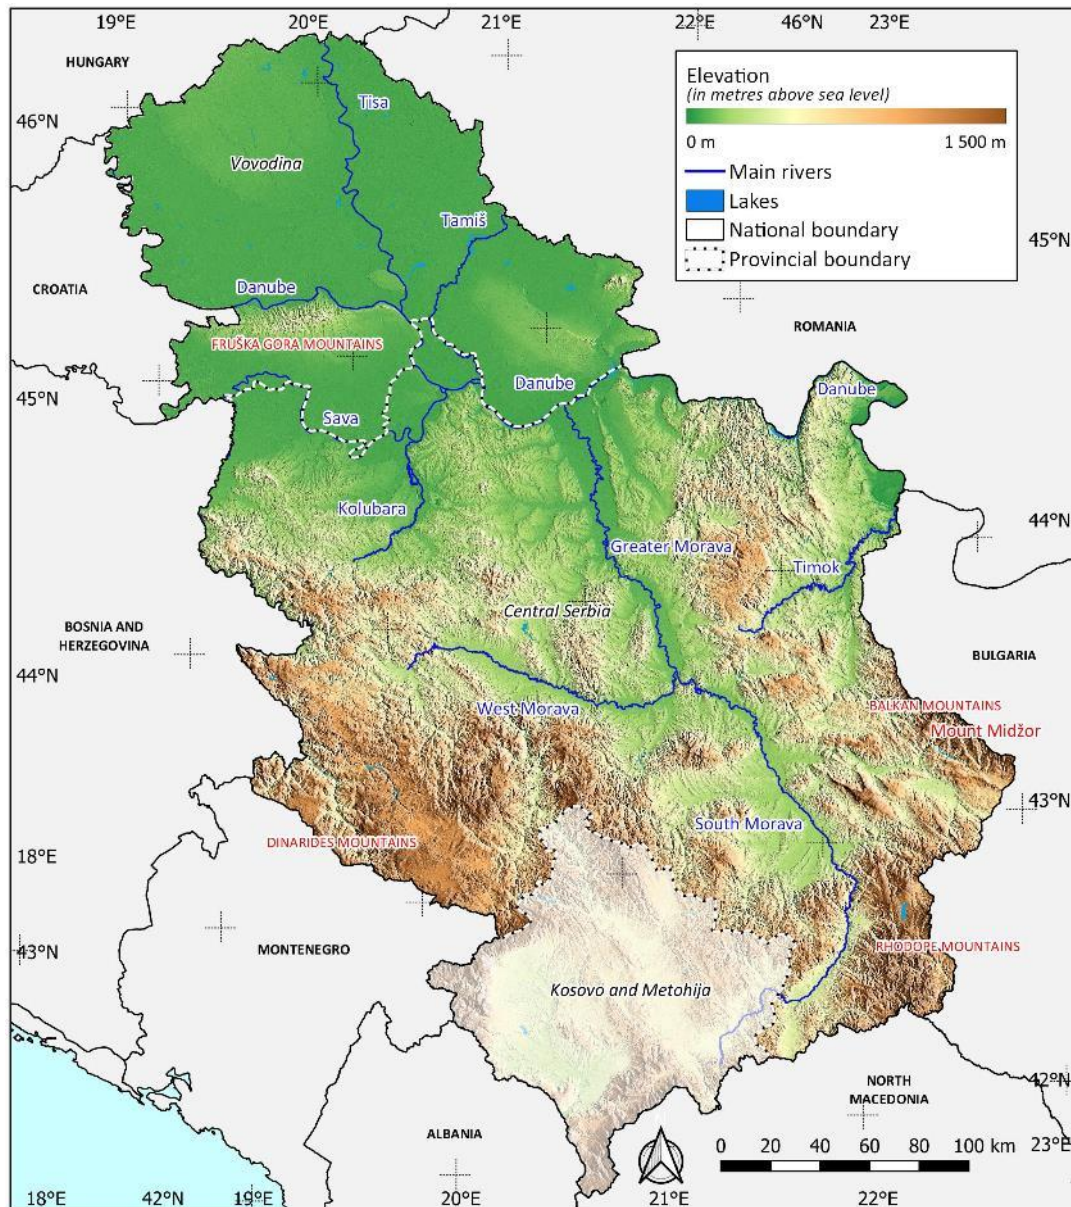 19°E
20°E
21°E
22°E
46°N
23°E
HUNGARY
Elevation
(in metres above sea level)
0 m
1 500 m
Main rivers
Lakes
National boundary
Provincial boundary
Tisa
46°N
Vovodina
Tamiš
45°N
CROATIA
Danube
ROMANIA
FRUŠKA GORA MOUNTAINS
Danube
Danube
45°N
Sava
Kolubara
44°N
Greater Morava
Timok
Central Serbia
BOSNIA AND
HERZEGOVINA
BULGARIA
44°N
West Morava
BALKAN MOUNTAINS
Mount Midžor
43°N
South Morava
DINARIDES MOUNTAINS
18°E
43°N
MONTENEGRO
RHODOPE MOUNTAINS
Kosovo and Metohija
42°N
NORTH
MACEDONIA
ALBANIA
0 20 40 60 80 100 km
23°E
18°E
42°N
19°E
20°E
21°E
22°E